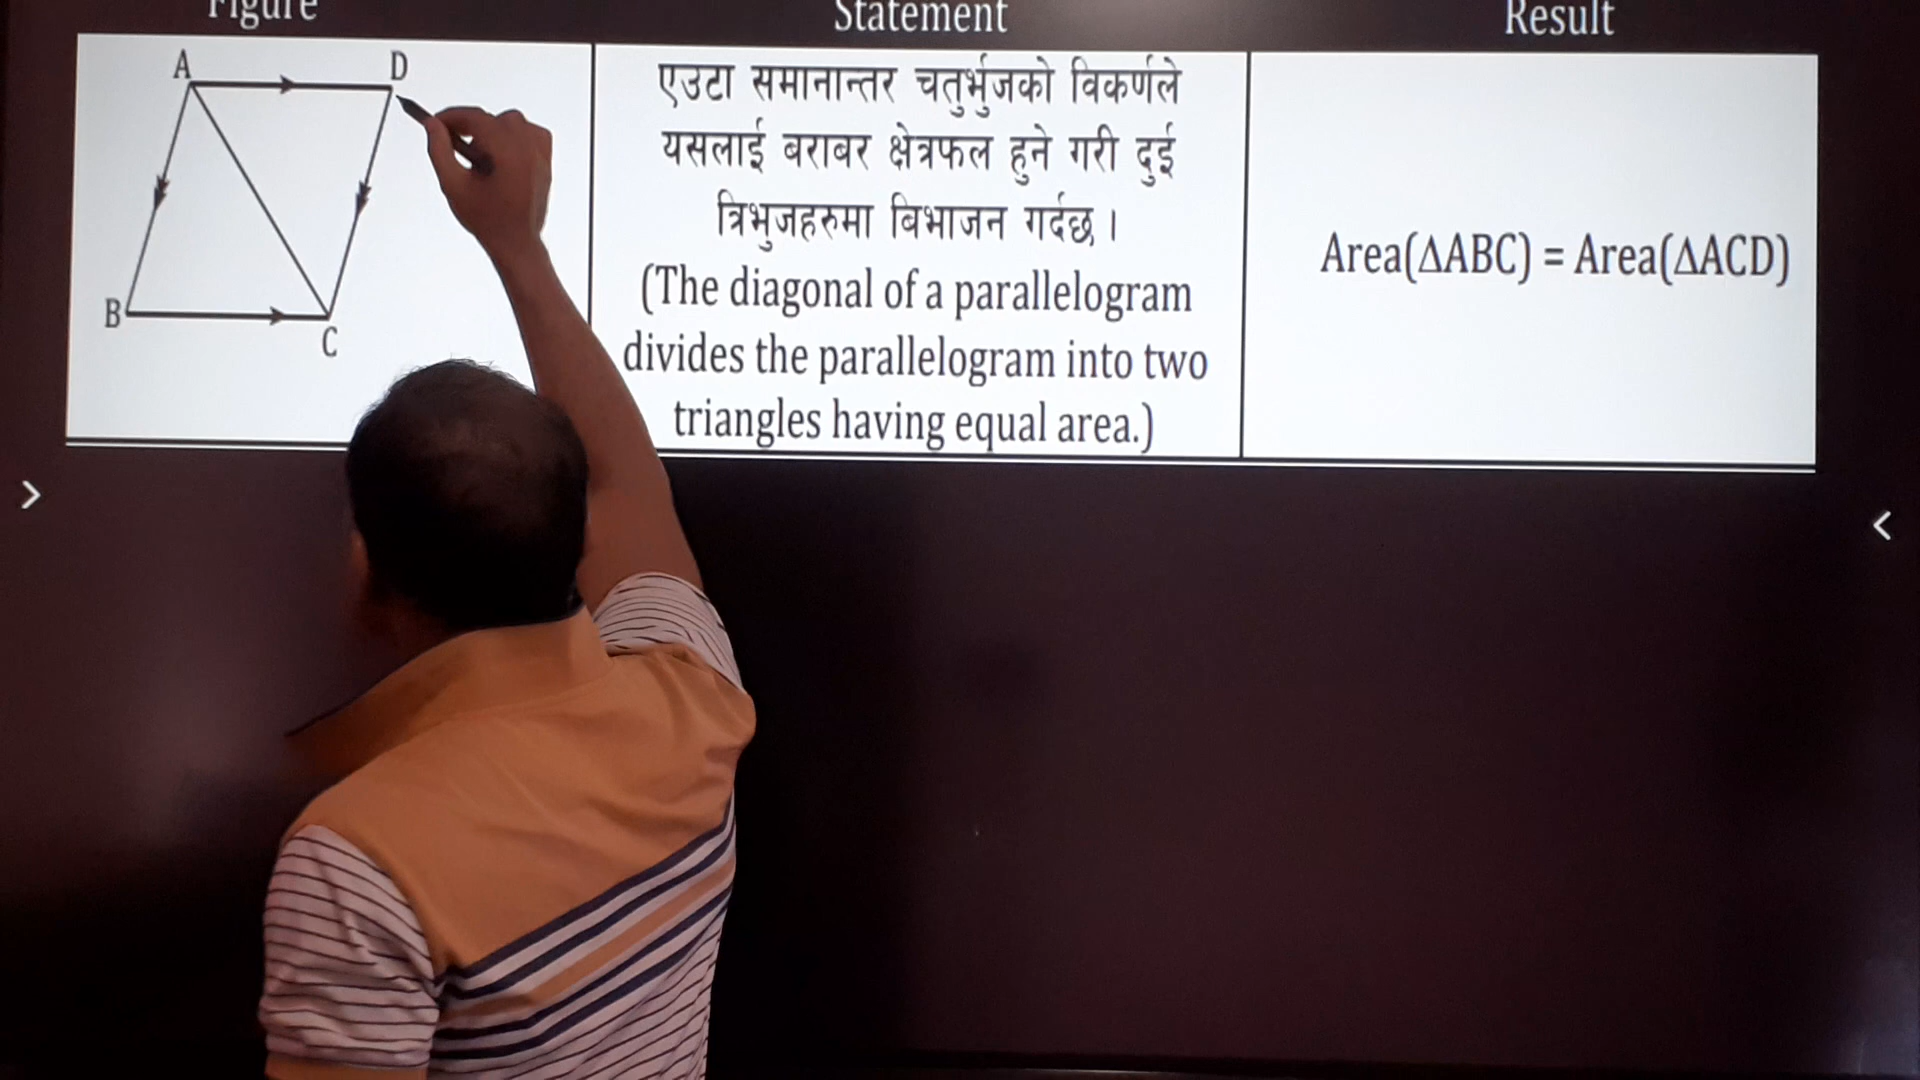 Figure
Statement
Result
A
D
B
C
एउटा समानान्तर चतुर्भुजको विकर्णले
यसलाई बराबर क्षेत्रफल हुने गरी दुई
त्रिभुजहरुमा बिभाजन गर्दछ ।
(The diagonal of a parallelogram
divides the parallelogram into two
triangles having equal area.)
Area(ΔABC) = Area(ΔACD)